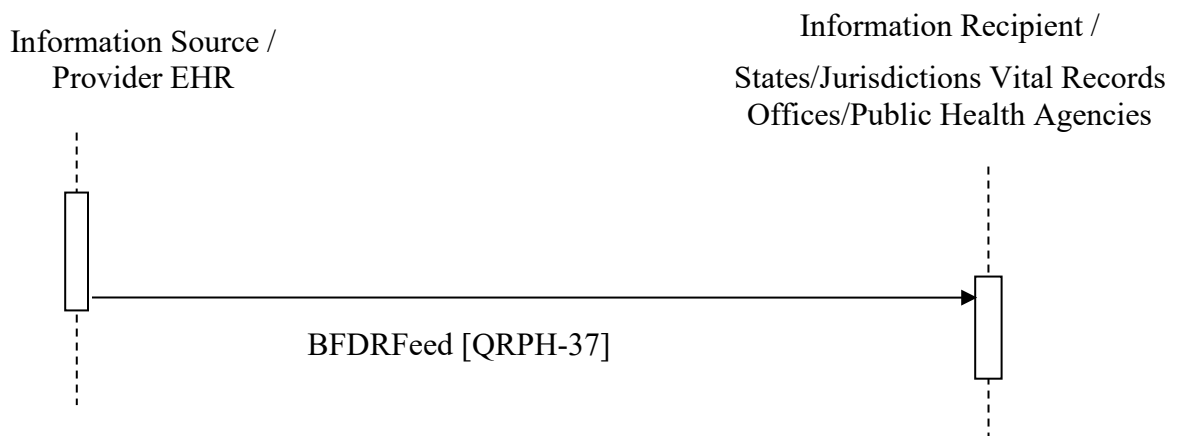 Information Source /
Provider EHR
Information Recipient /
States/Jurisdictions Vital Records
Offices/Public Health Agencies
BFDRFeed [QRPH-37]